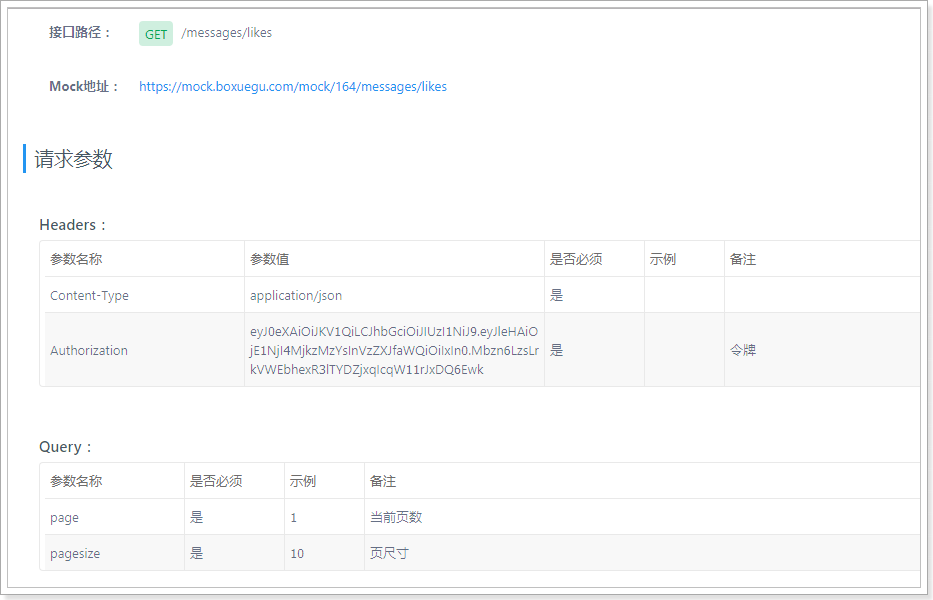 接口路径： GET /messages/likes
Mock地址： https://mock.boxuegu.com/mock/164/messages/likes
请求参数
Headers：
参数名称 参数值 是否必须 示例 备注
Content-Type application/json 是
eyJ0eXAiOiJKV1QiLCJhbGciOiJIUzI1NiJ9.eyJleHAiO
Authorization jE1NjI4MjkzMzYsInVzZXJfaWQiOiIxIn0.Mbzn6LzsLr 是 令牌
kVWEbhexR3lTYDZjxqIcqW11rJxDQ6Ewk
Query：
参数名称 是否必须 示例 备注
page 是 1 当前页数
pagesize 是 10 页尺寸